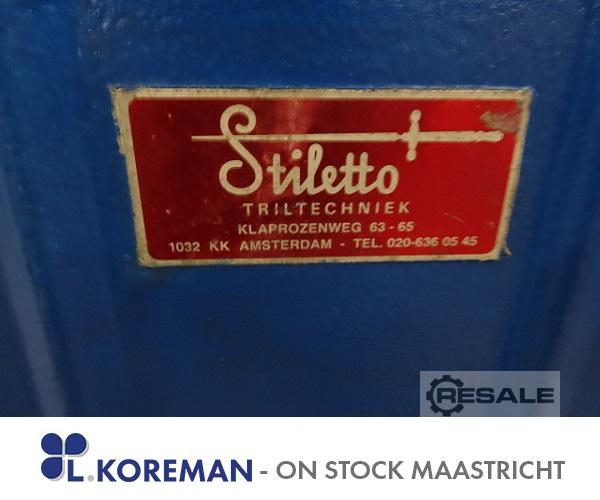 Stiletto
TRILTECHNIEK
KLAPROZENWEG 63-65
1032 KK AMSTERDAM - TEL. 020-636 05 45
RESALE
L.KOREMAN - ON STOCK MAASTRICHT